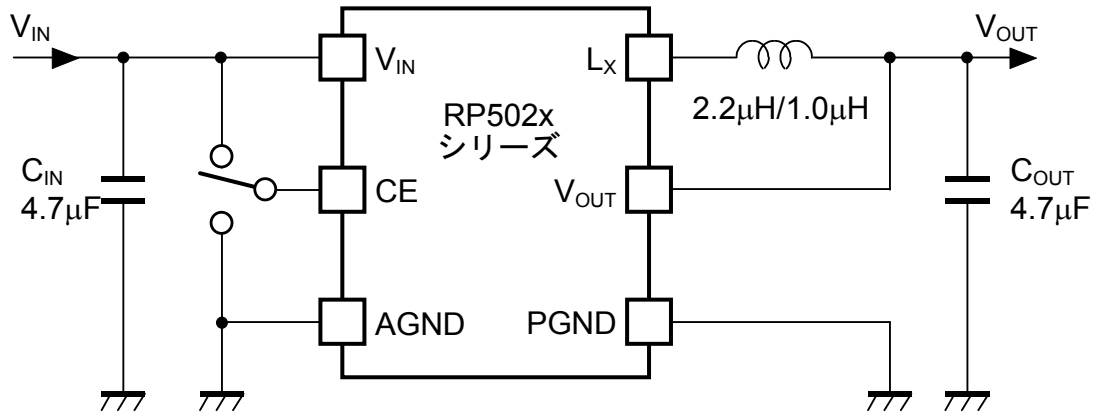 VIN
VIN
CIN
4.7μF
CE
AGND
RP502x
シリーズ
LX
VOUT
PGND
2.2μH/1.0μH
VOUT
COUT
4.7μF